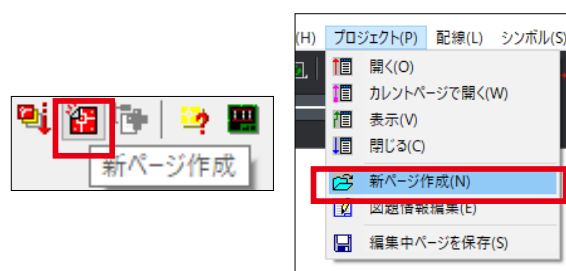 新ページ作成
(H) プロジェクト(P) 配線(L) シンボル(S)
開く(O)
カレントページで開く(W)
表示(V)
閉じる(C)
新ページ作成(N)
図題情報編集(E)
編集中ページを保存(S)